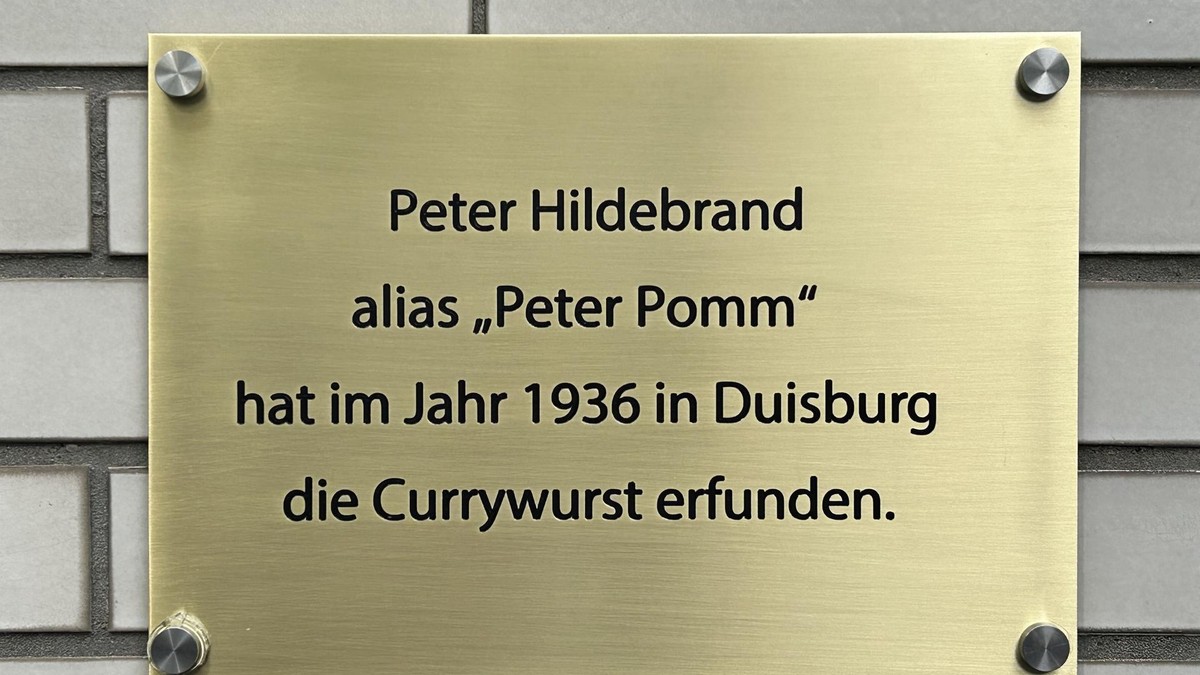 Peter Hildebrand
alias „Peter Pomm“
hat im Jahr 1936 in Duisburg
die Currywurst erfunden.